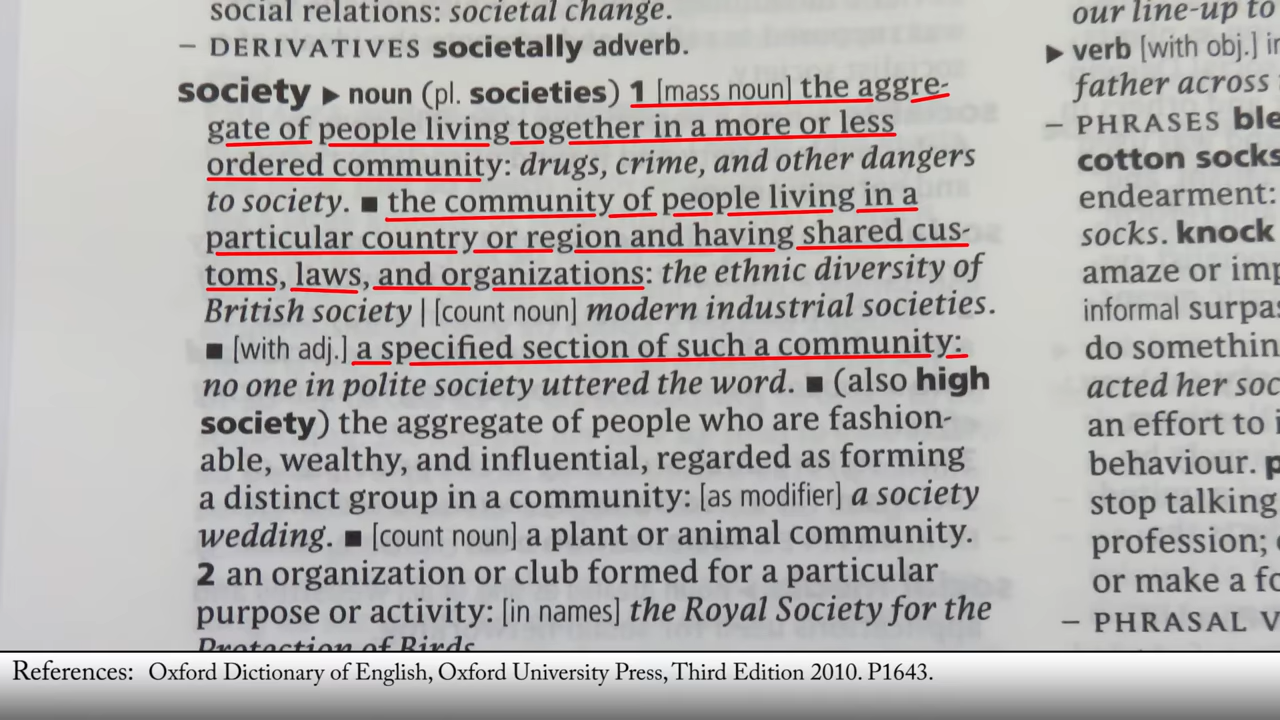 social relations: societal change.
– DERIVATIVES societally adverb.
society ▶ noun (pl. societies) 1 [mass noun] the aggre-
gate of people living together in a more or less
ordered community: drugs, crime, and other dangers
to society. ■ the community of people living in a
particular country or region and having shared cus-
toms, laws, and organizations: the ethnic diversity of
British society | [count noun] modern industrial societies.
■ [with adj.] a specified section of such a community:
no one in polite society uttered the word. ■ (also high
society) the aggregate of people who are fashion-
able, wealthy, and influential, regarded as forming
a distinct group in a community: [as modifier] a society
wedding. ■ [count noun] a plant or animal community.
2 an organization or club formed for a particular
purpose or activity: [in names] the Royal Society for the
Protection of Birds
our line-up to
▶ verb [with obj.]
father across
– PHRASES
cotton socks
endearment:
socks. knock
amaze or
informal
do
acted her
an effort to
behaviour.
stop talking
profession;
or make a
– PHRASAL
References: Oxford Dictionary of English, Oxford University Press, Third Edition 2010. P1643.